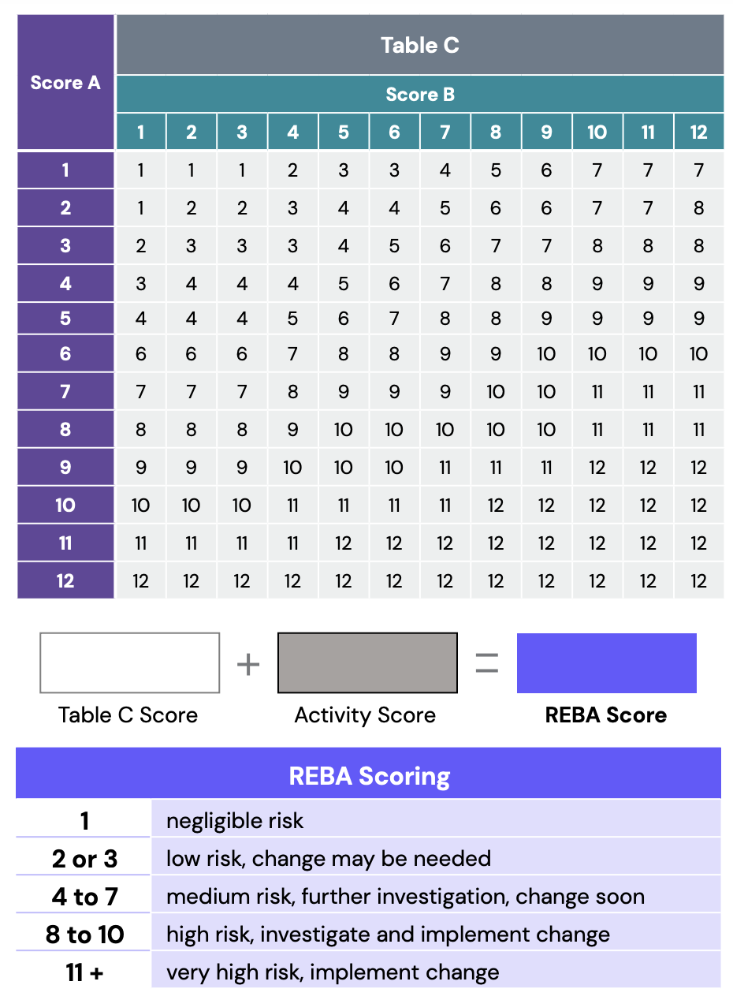 Table C
Score A
Score B
1 2 3 4 5 6 7 8 9 10 11 12
1 1 1 1 2 3 3 4 5 6 7 7 7
2 1 2 2 3 4 4 5 6 6 7 7 8
3 2 3 3 3 4 5 6 7 7 8 8 8
4 3 4 4 4 5 6 7 8 8 9 9 9
5 4 4 4 5 6 7 8 8 9 9 9 9
6 6 6 6 7 8 8 9 9 10 10 10 10
7 7 7 7 8 9 9 9 10 10 11 11 11
8 8 8 8 9 10 10 10 10 10 11 11 11
9 9 9 9 10 10 10 11 11 11 12 12 12
10 10 10 10 11 11 11 11 12 12 12 12 12
11 11 11 11 11 12 12 12 12 12 12 12 12
12 12 12 12 12 12 12 12 12 12 12 12 12
+ =
Table C Score Activity Score REBA Score
REBA Scoring
1 negligible risk
2 or 3 low risk, change may be needed
4 to 7 medium risk, further investigation, change soon
8 to 10 high risk, investigate and implement change
11 + very high risk, implement change